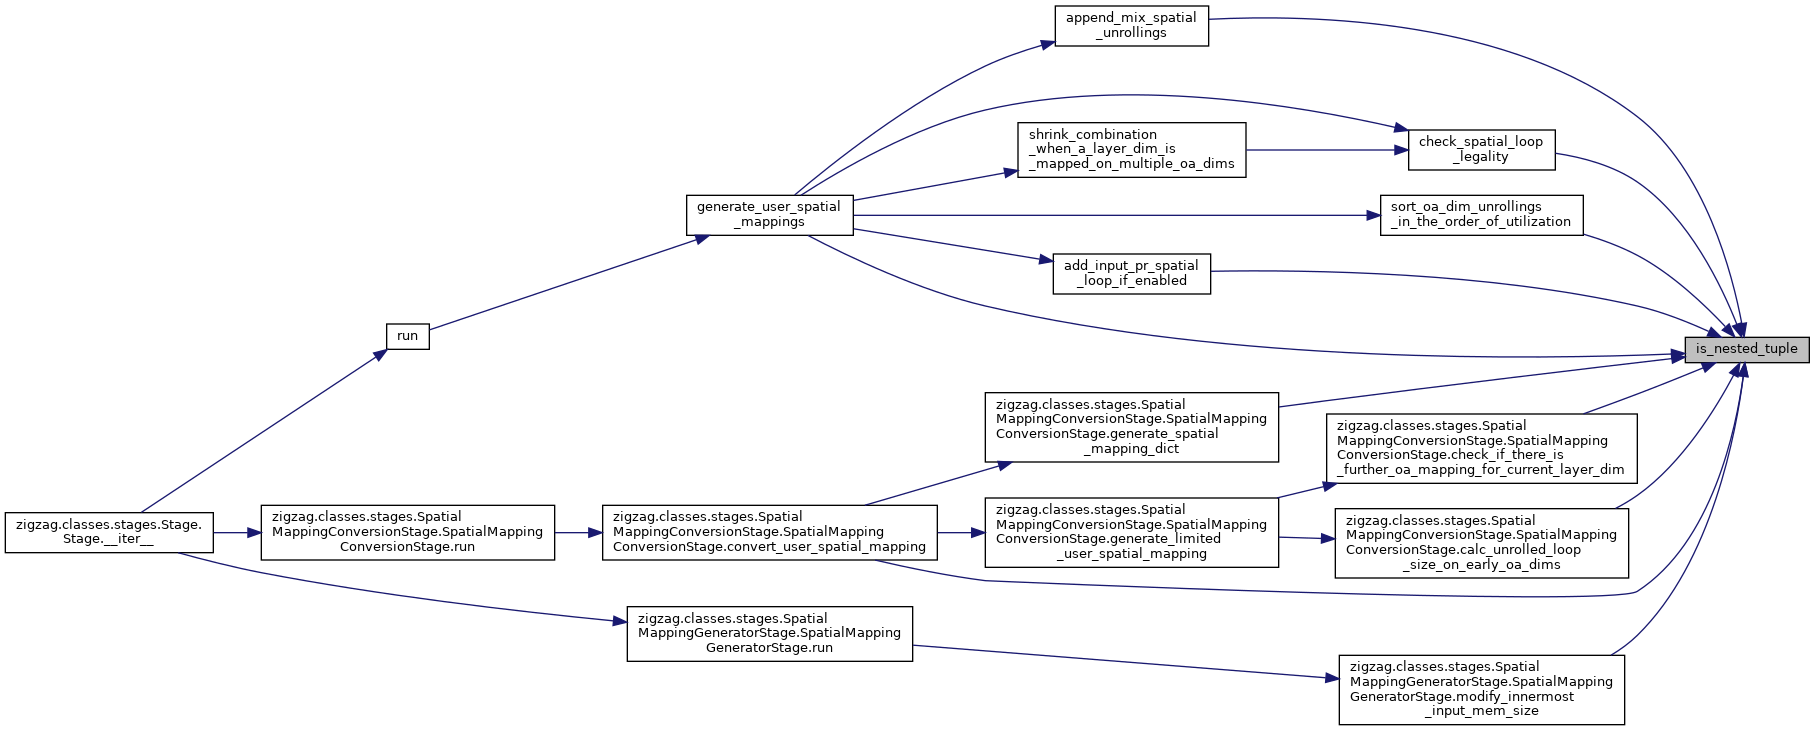 append_mix_spatial
_unrollings
shrink_combination
_when_a_layer_dim_is
_mapped_on_multiple_oa_dims
check_spatial_loop
_legality
generate_user_spatial
_mappings
sort_oa_dim_unrollings
_in_the_order_of_utilization
add_input_pr_spatial
_loop_if_enabled
run
is_nested_tuple
zigzag.classes.stages.Spatial
MappingConversionStage.SpatialMapping
ConversionStage.generate_spatial
_mapping_dict
zigzag.classes.stages.Spatial
MappingConversionStage.SpatialMapping
ConversionStage.check_if_there_is
_further_oa_mapping_for_current_layer_dim
zigzag.classes.stages.Stage.
Stage.__iter__
zigzag.classes.stages.Spatial
MappingConversionStage.SpatialMapping
ConversionStage.run
zigzag.classes.stages.Spatial
MappingConversionStage.SpatialMapping
ConversionStage.convert_user_spatial_mapping
zigzag.classes.stages.Spatial
MappingConversionStage.SpatialMapping
ConversionStage.generate_limited
_user_spatial_mapping
zigzag.classes.stages.Spatial
MappingConversionStage.SpatialMapping
ConversionStage.calc_unrolled_loop
_size_on_early_oa_dims
zigzag.classes.stages.Spatial
MappingGeneratorStage.SpatialMapping
GeneratorStage.run
zigzag.classes.stages.Spatial
MappingGeneratorStage.SpatialMapping
GeneratorStage.modify_innermost
_input_mem_size